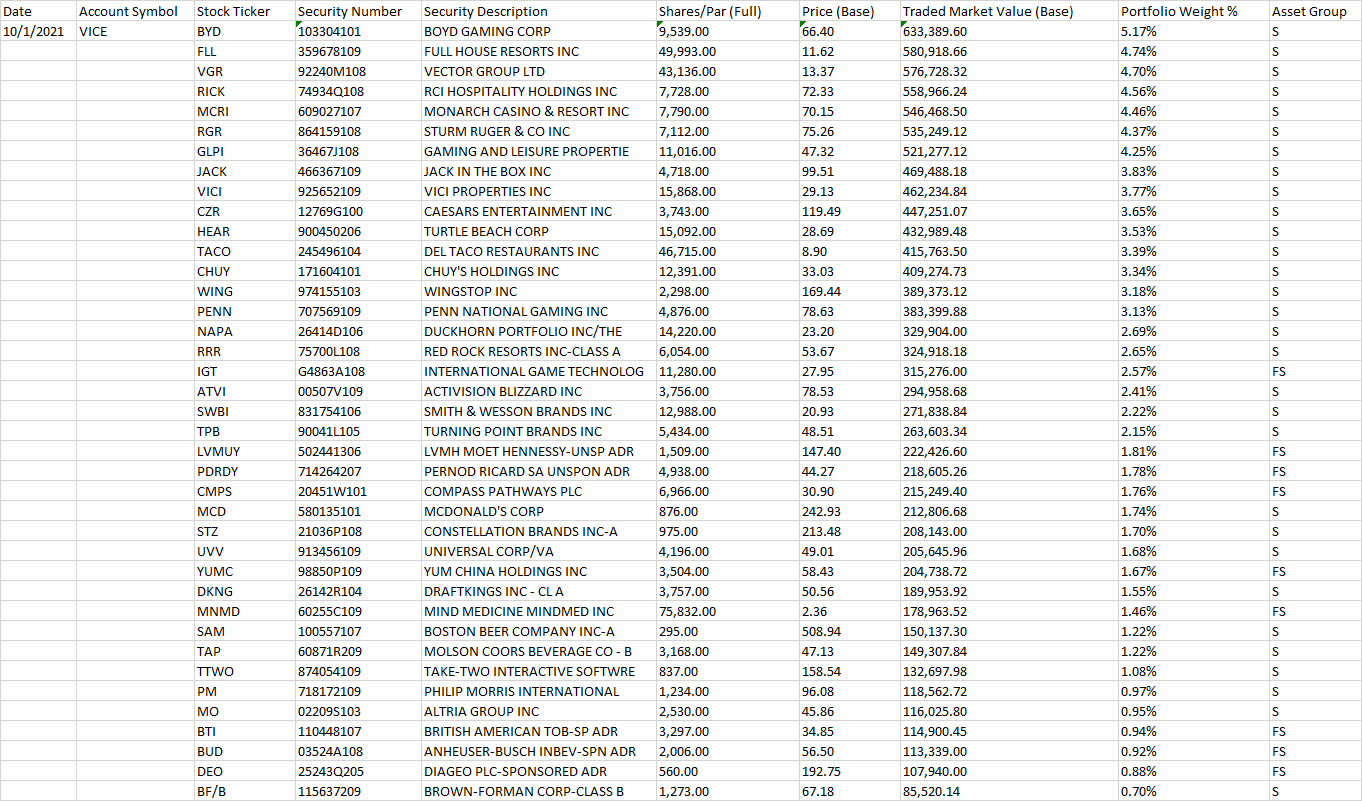 Date Account Symbol Stock Ticker Security Number Security Description Shares/Par (Full) Price (Base) Traded Market Value (Base) Portfolio Weight % Asset Group
10/1/2021 VICE BYD 103304101 BOYD GAMING CORP 9,539.00 66.40 633,389.60 5.17% S
FLL 359678109 FULL HOUSE RESORTS INC 49,993.00 11.62 580,918.66 4.74% S
VGR 92240M108 VECTOR GROUP LTD 43,136.00 13.37 576,728.32 4.70% S
RICK 74934Q108 RCI HOSPITALITY HOLDINGS INC 7,728.00 72.33 558,966.24 4.56% S
MCRI 609027107 MONARCH CASINO & RESORT INC 7,790.00 70.15 546,468.50 4.46% S
RGR 864159108 STURM RUGER & CO INC 7,112.00 75.26 535,249.12 4.37% S
GLPI 36467J108 GAMING AND LEISURE PROPERTIE 11,016.00 47.32 521,277.12 4.25% S
JACK 466367109 JACK IN THE BOX INC 4,718.00 99.51 469,488.18 3.83% S
VICI 925652109 VICI PROPERTIES INC 15,868.00 29.13 462,234.84 3.77% S
CZR 12769G100 CAESARS ENTERTAINMENT INC 3,743.00 119.49 447,251.07 3.65% S
HEAR 900450206 TURTLE BEACH CORP 15,092.00 28.69 432,989.48 3.53% S
TACO 245496104 DEL TACO RESTAURANTS INC 46,715.00 8.90 415,763.50 3.39% S
CHUY 171604101 CHUY'S HOLDINGS INC 12,391.00 33.03 409,274.73 3.34% S
WING 974155103 WINGSTOP INC 2,298.00 169.44 389,373.12 3.18% S
PENN 707569109 PENN NATIONAL GAMING INC 4,876.00 78.63 383,399.88 3.13% S
NAPA 26414D106 DUCKHORN PORTFOLIO INC/THE 14,220.00 23.20 329,904.00 2.69% S
RRR 75700L108 RED ROCK RESORTS INC-CLASS A 6,054.00 53.67 324,918.18 2.65% S
IGT G4863A108 INTERNATIONAL GAME TECHNOLOG 11,280.00 27.95 315,276.00 2.57% FS
ATVI 00507V109 ACTIVISION BLIZZARD INC 3,756.00 78.53 294,958.68 2.41% S
SWBI 831754106 SMITH & WESSON BRANDS INC 12,988.00 20.93 271,838.84 2.22% S
TPB 90041L105 TURNING POINT BRANDS INC 5,434.00 48.51 263,603.34 2.15% S
LVMUY 502441306 LVMH MOET HENNESSY-UNSP ADR 1,509.00 147.40 222,426.60 1.81% FS
PDRDY 714264207 PERNOD RICARD SA UNSPON ADR 4,938.00 44.27 218,605.26 1.78% FS
CMPS 20451W101 COMPASS PATHWAYS PLC 6,966.00 30.90 215,249.40 1.76% FS
MCD 580135101 MCDONALD'S CORP 876.00 242.93 212,806.68 1.74% S
STZ 21036P108 CONSTELLATION BRANDS INC-A 975.00 213.48 208,143.00 1.70% S
UVV 913456109 UNIVERSAL CORP/VA 4,196.00 49.01 205,645.96 1.68% S
YUMC 98850P109 YUM CHINA HOLDINGS INC 3,504.00 58.43 204,738.72 1.67% FS
DKNG 26142R104 DRAFTKINGS INC - CL A 3,757.00 50.56 189,953.92 1.55% S
MNMD 60255C109 MIND MEDICINE MINDMED INC 75,832.00 2.36 178,963.52 1.46% FS
SAM 100557107 BOSTON BEER COMPANY INC-A 295.00 508.94 150,137.30 1.22% S
TAP 60871R209 MOLSON COORS BEVERAGE CO - B 3,168.00 47.13 149,307.84 1.22% S
TTWO 874054109 TAKE-TWO INTERACTIVE SOFTWRE 837.00 158.54 132,697.98 1.08% S
PM 718172109 PHILIP MORRIS INTERNATIONAL 1,234.00 96.08 118,562.72 0.97% S
MO 02209S103 ALTRIA GROUP INC 2,530.00 45.86 116,025.80 0.95% S
BTI 110448107 BRITISH AMERICAN TOB-SP ADR 3,297.00 34.85 114,900.45 0.94% FS
BUD 03524A108 ANHEUSER-BUSCH INBEV-SPN ADR 2,006.00 56.50 113,339.00 0.92% FS
DEO 25243Q205 DIAGEO PLC-SPONSORED ADR 560.00 192.75 107,940.00 0.88% FS
BF/B 115637209 BROWN-FORMAN CORP-CLASS B 1,273.00 67.18 85,520.14 0.70% S